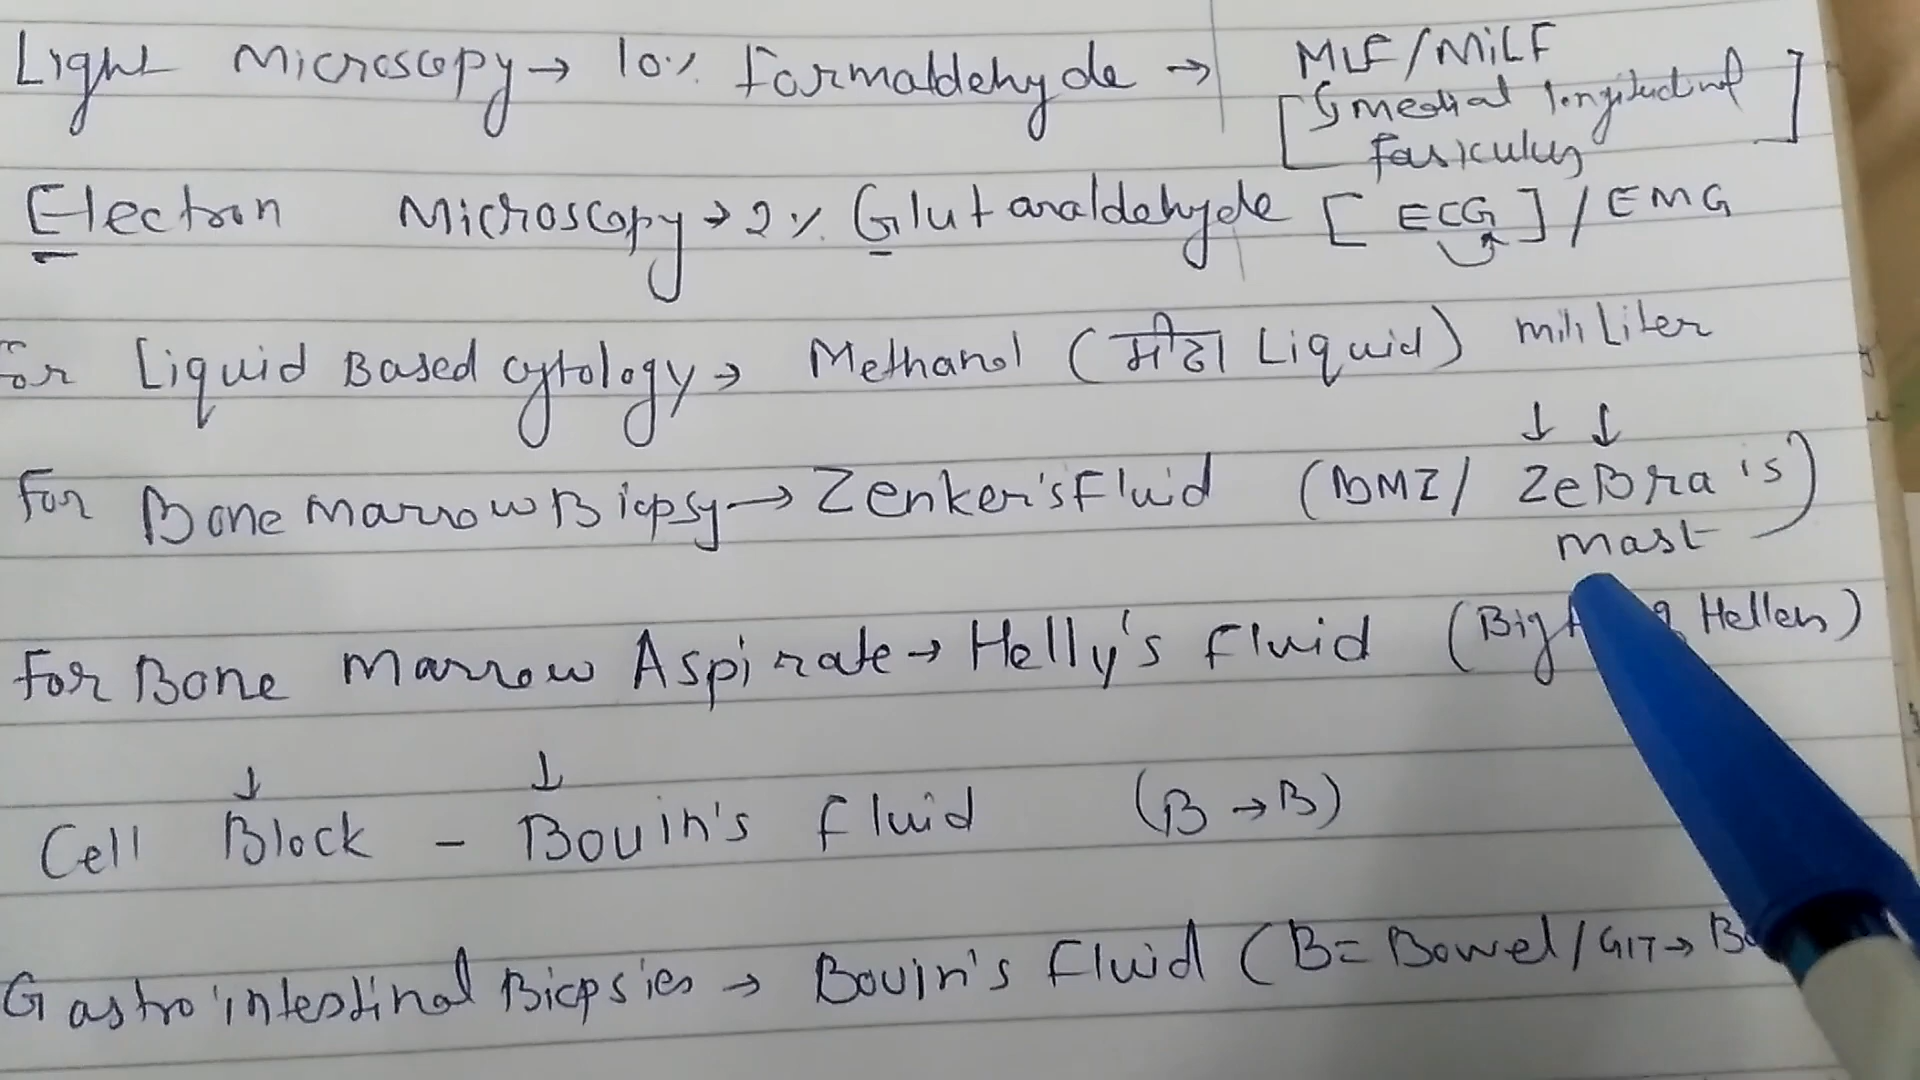 Light Microscopy → 10% Formaldehyde → MLF/MiLF
[↳ medial longitudinal
fasiculus]
Electron Microscopy → 2% Glutaraldehyde [ECG]/EMG
For Liquid Based cytology → Methanol (मीठा Liquid) mili Liter
↓ ↓
For Bone Marrow Biopsy → Zenker's Fluid (BMZ/ ZeBra is
mast)
For Bone Marrow Aspirate → Helly's Fluid (Big Hellen)
↓ ↓
Cell Block - Bouin's Fluid (B → B)
Gastrointestinal Biopsies → Bouin's Fluid (B = Bowel/GIT →